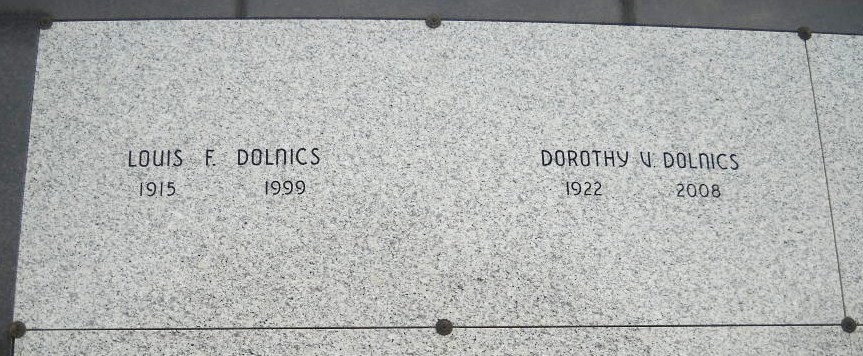 LOUIS F. DOLNICS
1915 1999
DOROTHY V. DOLNICS
1922 2008